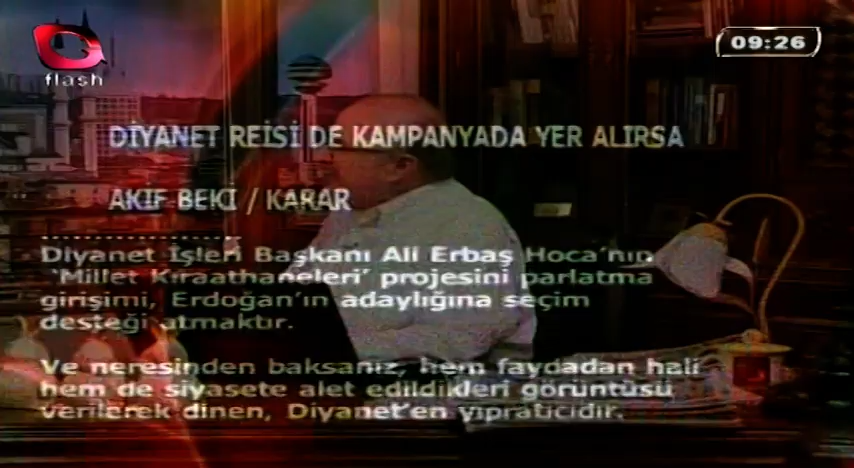 flash
09:26
DİYANET REİSİ DE KAMPANYADA YER ALIRSA
AKİF BEKİ / KARAR
Diyanet İşleri Başkanı Ali Erbaş Hoca'nın
'Millet Kıraathaneleri' projesini parlatma
girişimi, Erdoğan'ın adaylığına seçim
desteği atmaktır.
Ve neresinden baksanız, hem faydadan hali
hem de siyasete alet edildikleri görüntüsü
verilerek dinen, Diyanet'en yıpratıcıdır.